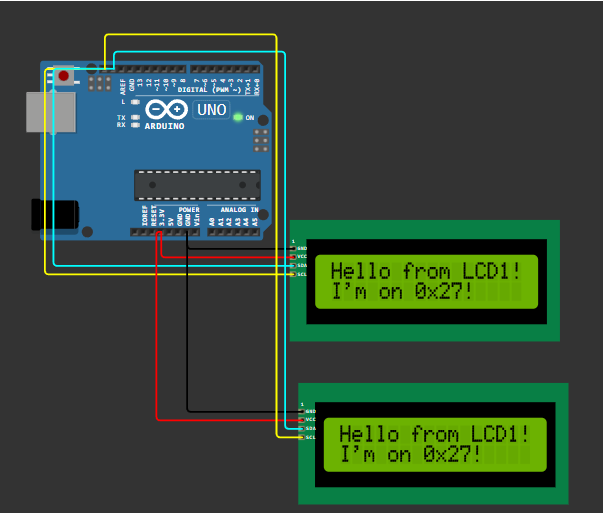 AREF
GND
13
12
~11
~10
~9
8
7
~6
~5
4
~3
2
TX→1
RX←0
DIGITAL (PWM ~)
L
TX
RX
UNO
ON
ARDUINO
IOREF
RESET
3.3V
5V
GND
GND
Vin
POWER
ANALOG IN
A0
A1
A2
A3
A4
A5
1
GND
VCC
SDA
SCL
Hello from LCD1!
I'm on 0x27!
1
GND
VCC
SDA
SCL
Hello from LCD1!
I'm on 0x27!